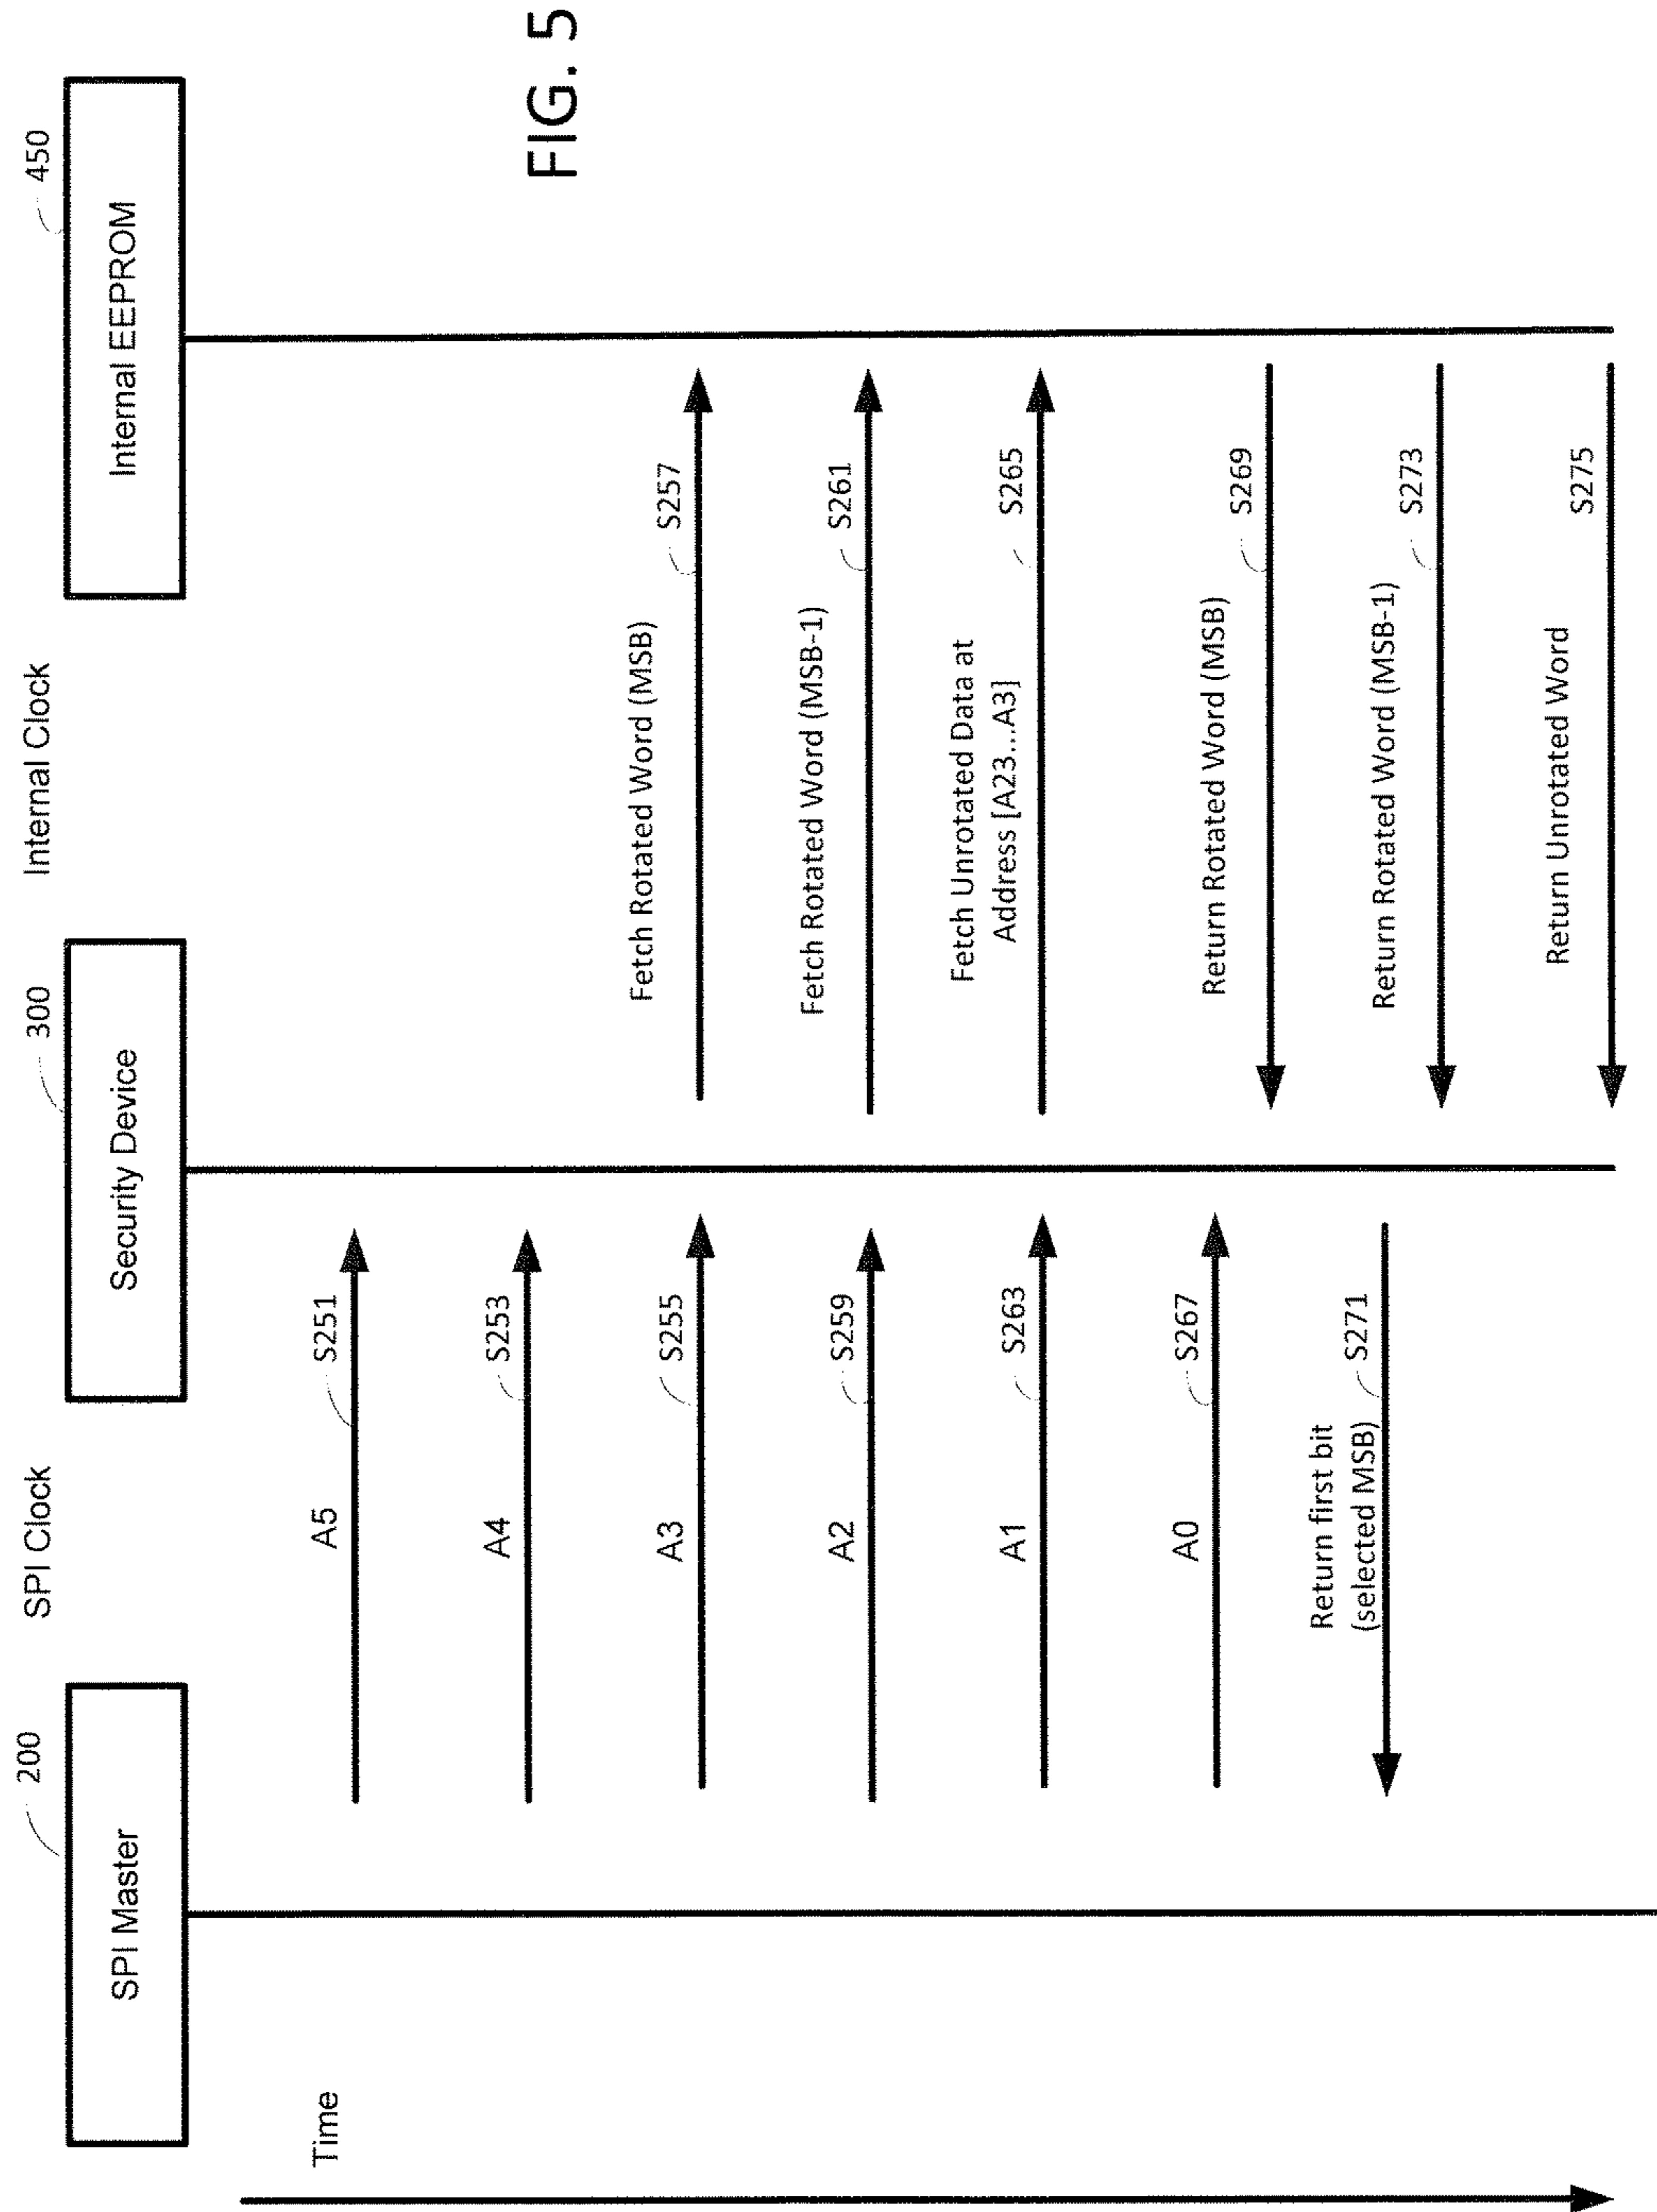 200
300
450
SPI Clock
Internal Clock
SPI Master
Security Device
Internal EEPROM
FIG. 5
Time
A5
S251
A4
S253
A3
S255
Fetch Rotated Word (MSB)
S257
A2
S259
Fetch Rotated Word (MSB-1)
S261
A1
S263
Fetch Unrotated Data at
Address [A23...A3]
S265
A0
S267
Return Rotated Word (MSB)
S269
Return first bit
(selected MSB)
S271
Return Rotated Word (MSB-1)
S273
Return Unrotated Word
S275